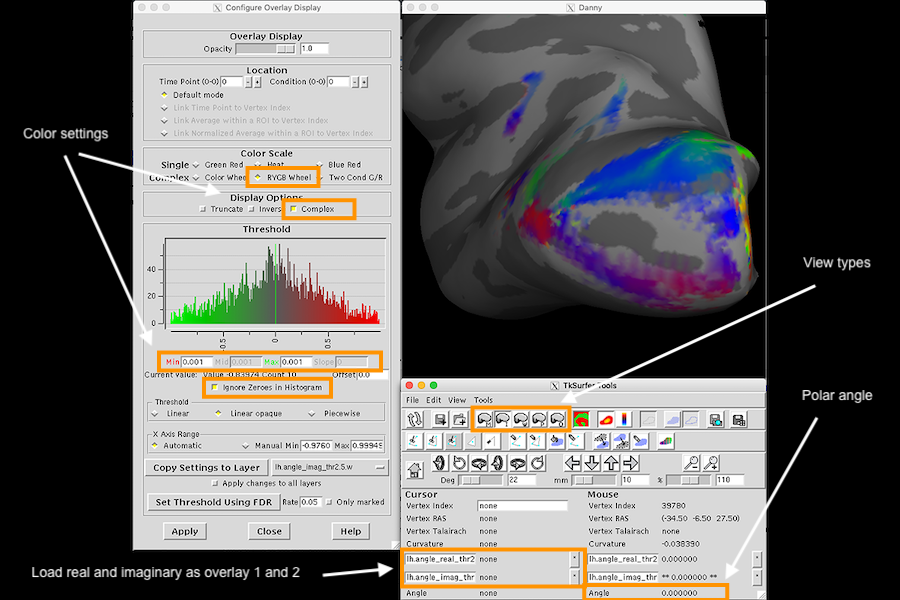 Configure Overlay Display
Danny
Overlay Display
Opacity 1.0
Location
Time Point (0-0) 0 - + Condition (0-0) 0 - +
Default mode
Link Time Point to Vertex Index
Link Average within a ROI to Vertex Index
Link Normalized Average within a ROI to Vertex Index
Color settings
Color Scale
Single Green Red Heat Blue Red
Complex Color Whee RYGB Wheel Two Cond G/R
Display Options
Truncate Invers Complex
Threshold
40
20
0
View types
Min 0.001 Mid 0.001 Max 0.001 Slope 0
Current value: Value -0.83974 Count 10 Offset 0.0
Ignore Zeroes in Histogram
Threshold
Linear Linear opaque Piecewise
X Axis Range
Automatic Manual Min -0.9760 Max 0.99949
Copy Settings to Layer lh.angle_imag_thr2.5.w
Apply changes to all layers
Set Threshold Using FDR Rate 0.05 Only marked
Apply Close Help
TkSurfer Tools
File Edit View Tools
Polar angle
Deg 22 mm 10 % 110
Cursor Mouse
Vertex Index none Vertex Index 39780
Vertex RAS none Vertex RAS (-34.50 -6.50 27.50)
Vertex Talairach none Vertex Talairach none
Curvature none Curvature -0.038390
lh.angle_real_thr2 none lh.angle_real_thr2 0.000000
lh.angle_imag_thr none lh.angle_imag_thr ** 0.000000 **
Angle none Angle 0.000000
Load real and imaginary as overlay 1 and 2